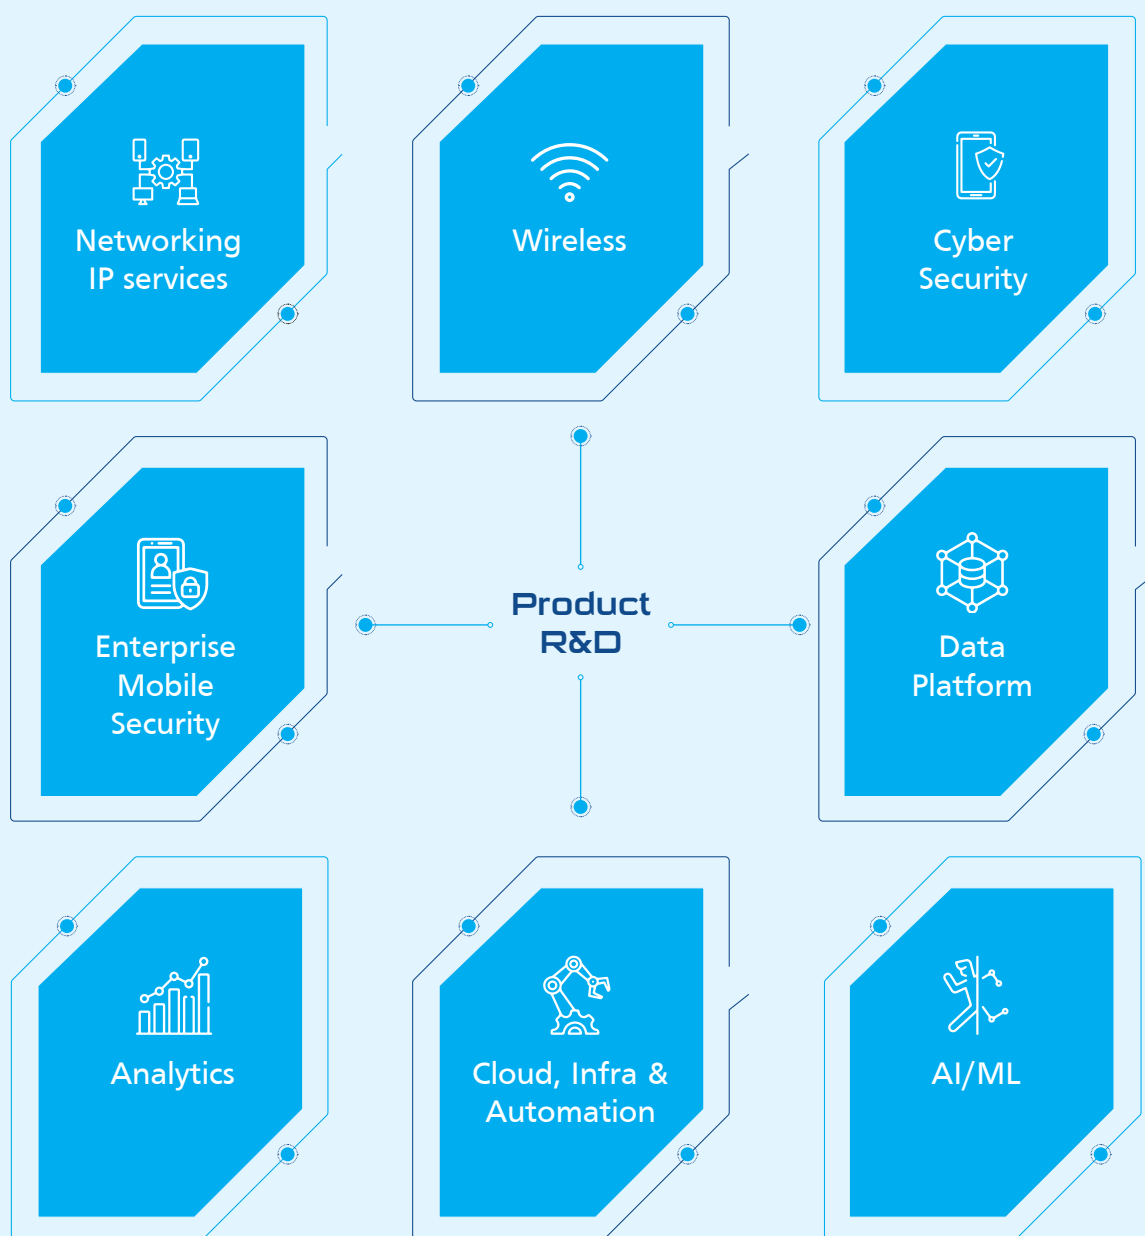 Networking
IP services
Wireless
Cyber
Security
Enterprise
Mobile
Security
Product
R&D
Data
Platform
Analytics
Cloud, Infra &
Automation
AI/ML